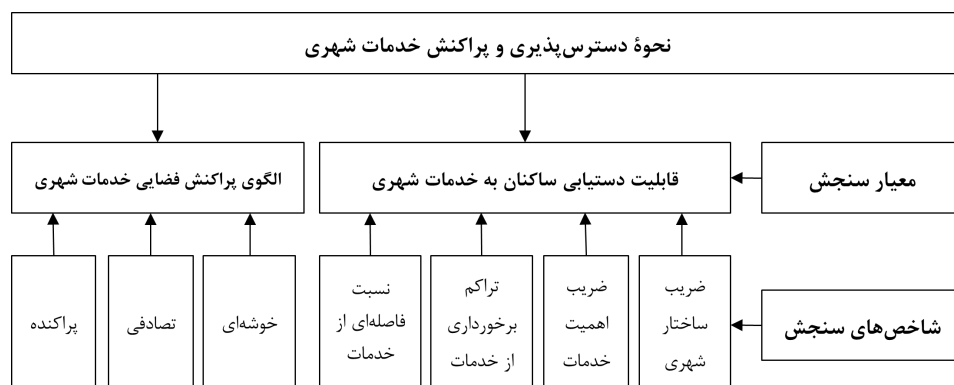 نحوهٔ دسترس‌پذیری و پراکنش خدمات شهری
معیار سنجش
قابلیت دستیابی ساکنان به خدمات شهری
الگوی پراکنش فضایی خدمات شهری
شاخص‌های سنجش
ضریب
ساختار
شهری
ضریب
اهمیت
خدمات
تراکم
برخورداری
از خدمات
نسبت
فاصله‌ای از
خدمات
خوشه‌ای
تصادفی
پراکنده